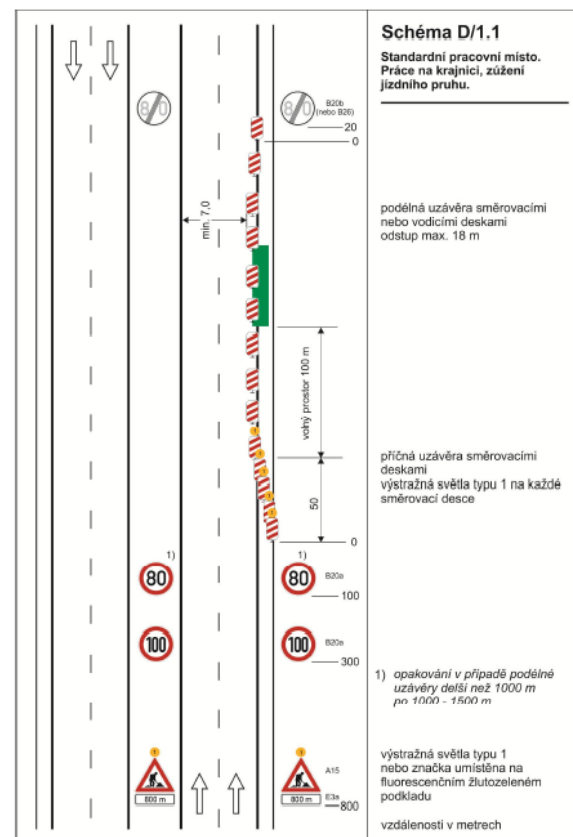 Schéma D/1.1
Standardní pracovní místo.
Práce na krajnici, zúžení
jízdního pruhu.
80
80
B20b
(nebo B26)
20
0
min. 7,0
podélná uzávěra směrovacími
nebo vodicími deskami
odstup max. 18 m
volný prostor 100 m
příčná uzávěra směrovacími
deskami
výstražná světla typu 1 na každé
směrovací desce
50
0
1)
1)
80
80
B20a
100
100
100
B20a
300
1) opakování v případě podélné
uzávěry delší než 1000 m
po 1000 - 1500 m
1
1
výstražná světla typu 1
nebo značka umístěna na
fluorescenčním žlutozeleném
podkladu
A15
800 m
800 m
E3a
800
vzdálenosti v metrech